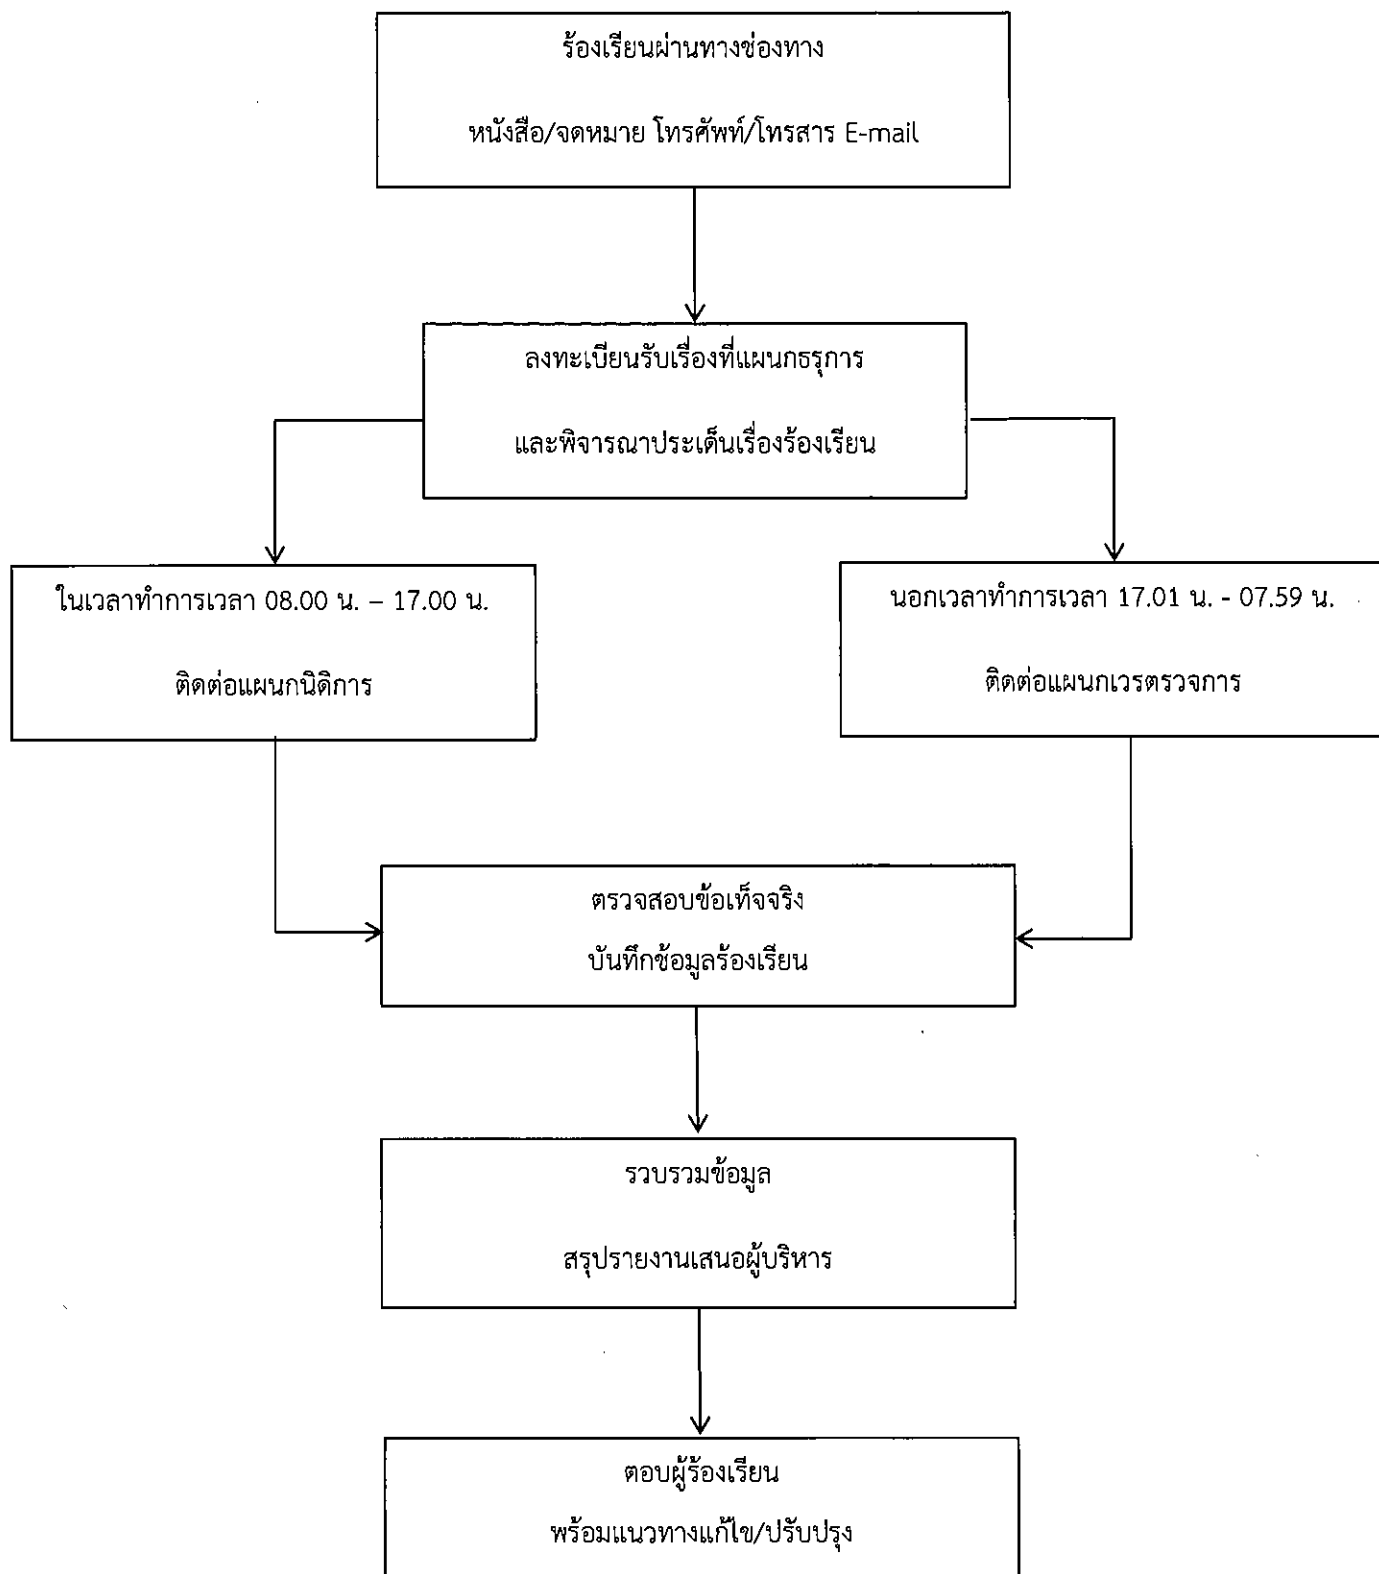 ร้องเรียนผ่านทางช่องทาง
หนังสือ/จดหมาย โทรศัพท์/โทรสาร E-mail
ลงทะเบียนรับเรื่องที่แผนกธรุการ
และพิจารณาประเด็นเรื่องร้องเรียน
ในเวลาทำการเวลา 08.00 น. – 17.00 น.
ติดต่อแผนกนิติการ
นอกเวลาทำการเวลา 17.01 น. - 07.59 น.
ติดต่อแผนกเวรตรวจการ
ตรวจสอบข้อเท็จจริง
บันทึกข้อมูลร้องเรียน
รวบรวมข้อมูล
สรุปรายงานเสนอผู้บริหาร
ตอบผู้ร้องเรียน
พร้อมแนวทางแก้ไข/ปรับปรุง